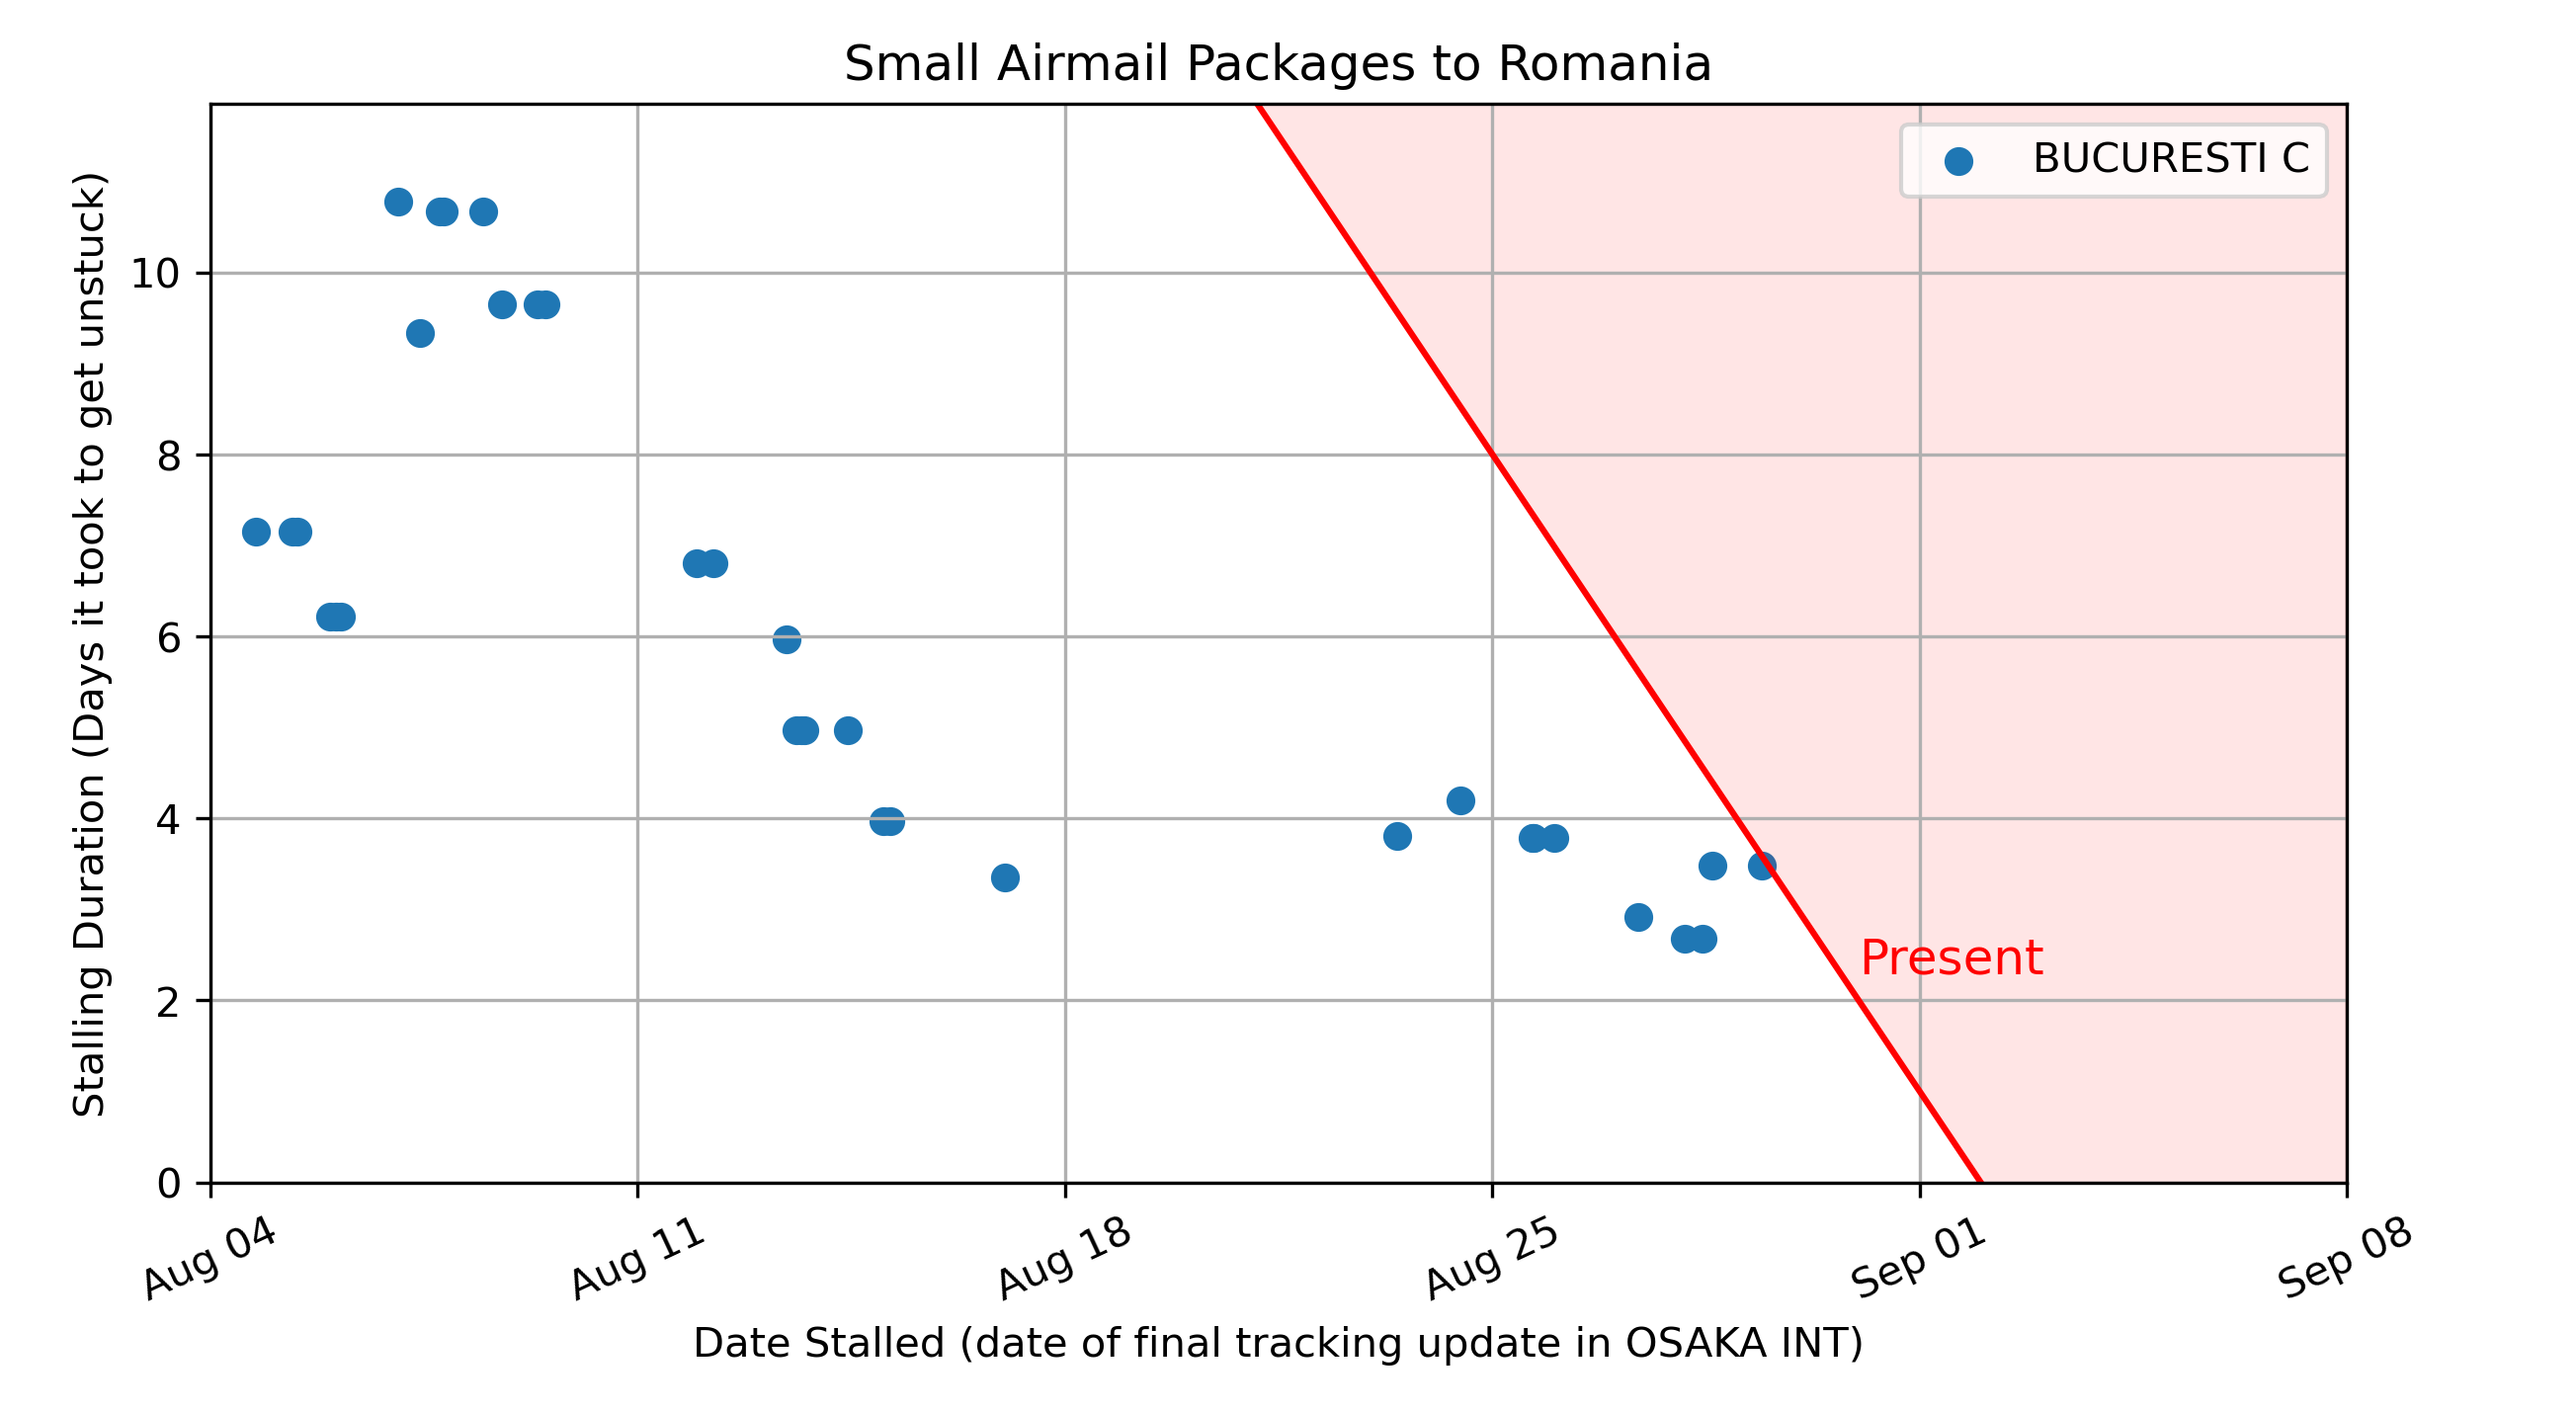 Small Airmail Packages to Romania
BUCURESTI C
Stalling Duration (Days it took to get unstuck)
10
8
6
4
2
0
Present
Aug 04
Aug 11
Aug 18
Aug 25
Sep 01
Sep 08
Date Stalled (date of final tracking update in OSAKA INT)